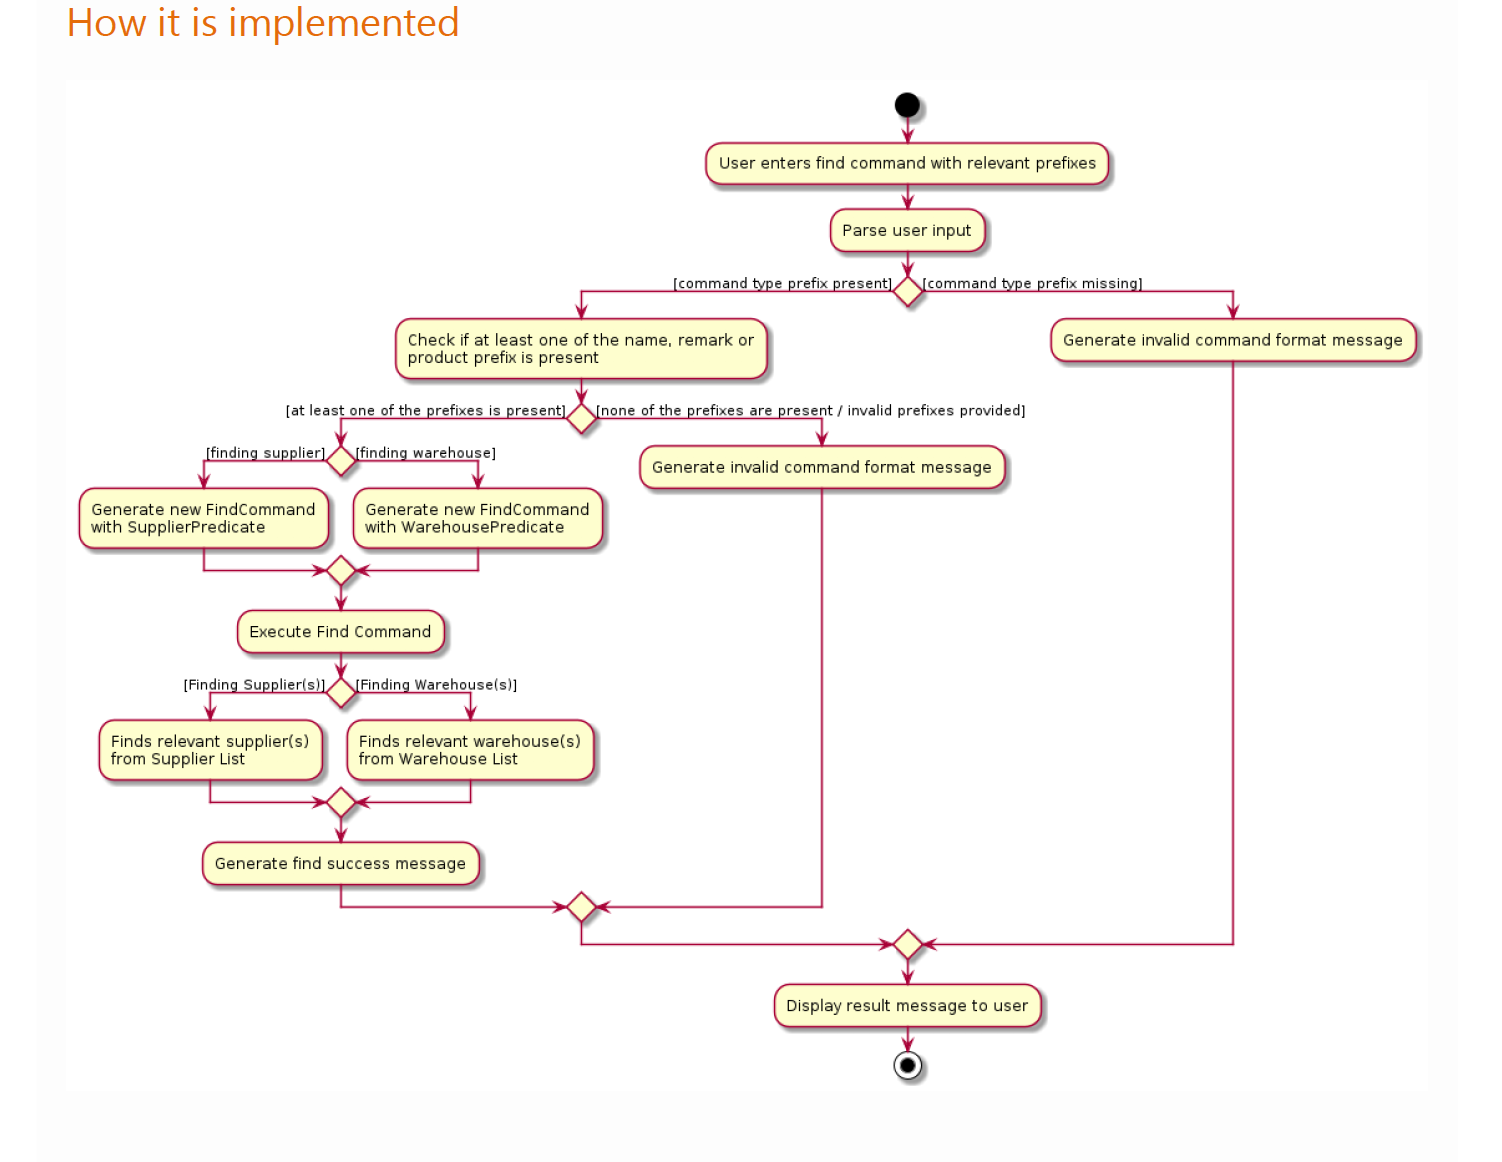 How it is implemented
User enters find command with relevant prefixes
Parse user input
[command type prefix present]
[command type prefix missing]
Check if at least one of the name, remark or
product prefix is present
Generate invalid command format message
[at least one of the prefixes is present]
[none of the prefixes are present / invalid prefixes provided]
[finding supplier]
[finding warehouse]
Generate invalid command format message
Generate new FindCommand
with SupplierPredicate
Generate new FindCommand
with WarehousePredicate
Execute Find Command
[Finding Supplier(s)]
[Finding Warehouse(s)]
Finds relevant supplier(s)
from Supplier List
Finds relevant warehouse(s)
from Warehouse List
Generate find success message
Display result message to user